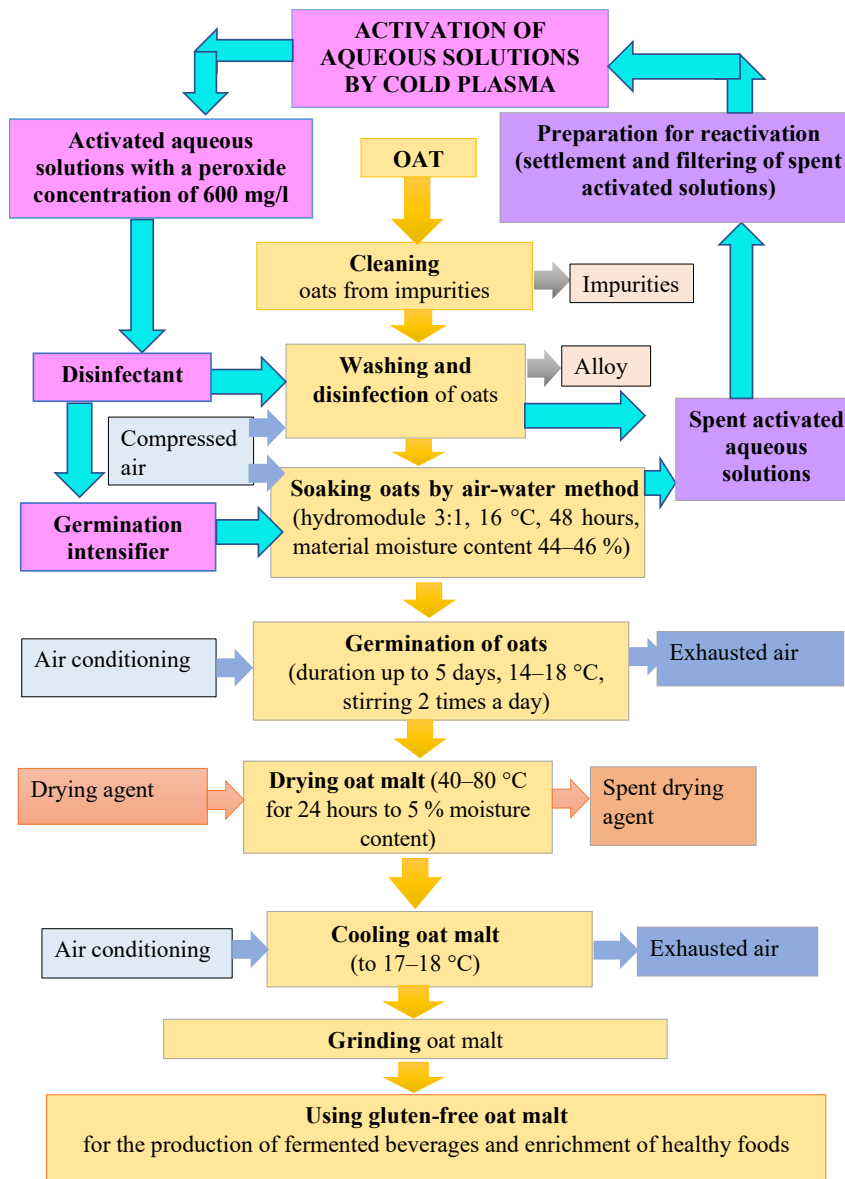 ACTIVATION OF
AQUEOUS SOLUTIONS
BY COLD PLASMA
Activated aqueous
solutions with a peroxide
concentration of 600 mg/l
OAT
Preparation for reactivation
(settlement and filtering of spent
activated solutions)
Cleaning
oats from impurities
Impurities
Disinfectant
Washing and
disinfection of oats
Alloy
Compressed
air
Spent activated
aqueous
solutions
Germination
intensifier
Soaking oats by air-water method
(hydromodule 3:1, 16 °C, 48 hours,
material moisture content 44–46 %)
Air conditioning
Germination of oats
(duration up to 5 days, 14–18 °C,
stirring 2 times a day)
Exhausted air
Drying agent
Drying oat malt (40–80 °C
for 24 hours to 5 % moisture
content)
Spent drying
agent
Air conditioning
Cooling oat malt
(to 17–18 °C)
Exhausted air
Grinding oat malt
Using gluten-free oat malt
for the production of fermented beverages and enrichment of healthy foods